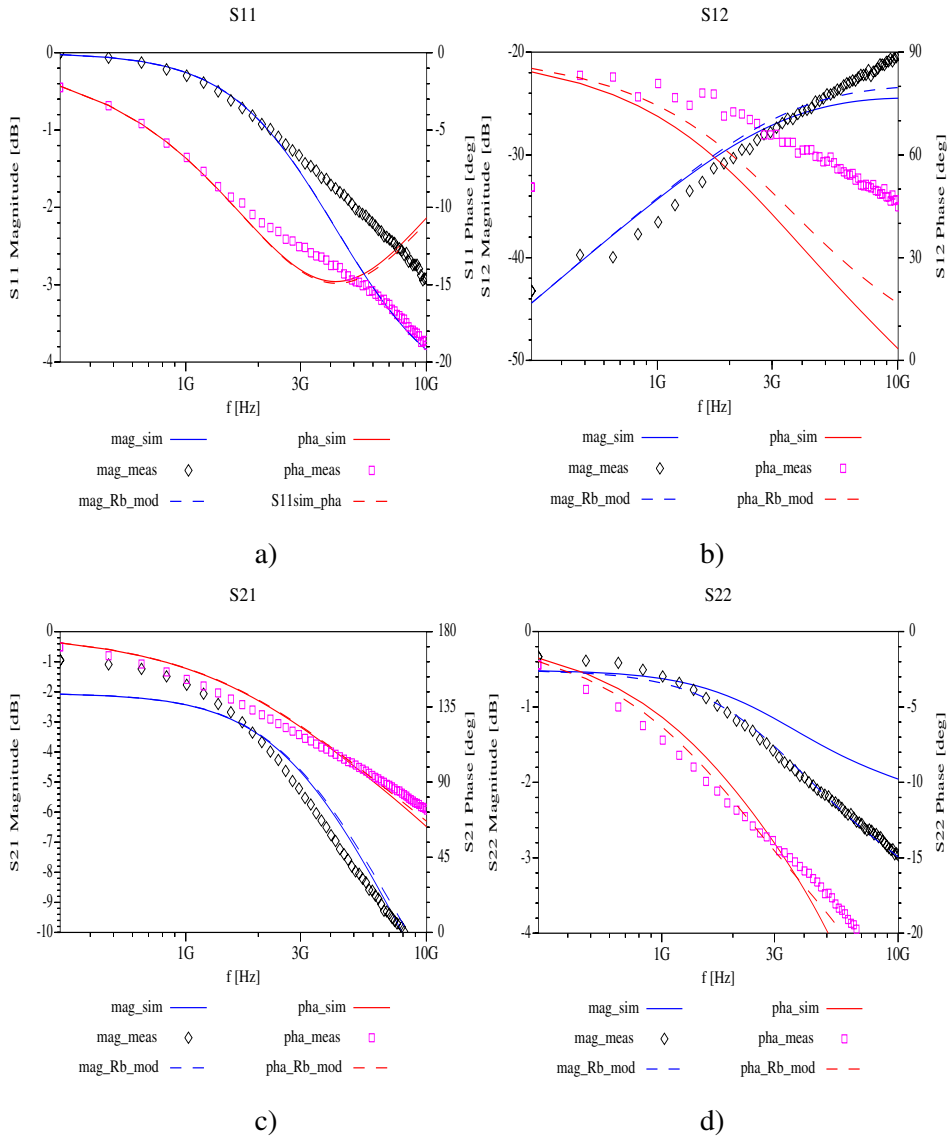 S11
S12
0
-1
-2
-3
-4
S11 Magnitude [dB]
0
-5
-10
-15
-20
S11 Phase [deg]
1G
3G
10G
f [Hz]
-20
-30
-40
-50
S12 Magnitude [dB]
90
60
30
0
S12 Phase [deg]
1G
3G
10G
f [Hz]
mag_sim
pha_sim
mag_meas
pha_meas
mag_Rb_mod
S11sim_pha
mag_sim
pha_sim
mag_meas
pha_meas
mag_Rb_mod
pha_Rb_mod
a)
b)
S21
S22
0
-1
-2
-3
-4
-5
-6
-7
-8
-9
-10
S21 Magnitude [dB]
180
135
90
45
0
S21 Phase [deg]
1G
3G
10G
f [Hz]
0
-1
-2
-3
-4
S22 Magnitude [dB]
0
-5
-10
-15
-20
S22 Phase [deg]
1G
3G
10G
f [Hz]
mag_sim
pha_sim
mag_meas
pha_meas
mag_Rb_mod
pha_Rb_mod
mag_sim
pha_sim
mag_meas
pha_meas
mag_Rb_mod
pha_Rb_mod
c)
d)